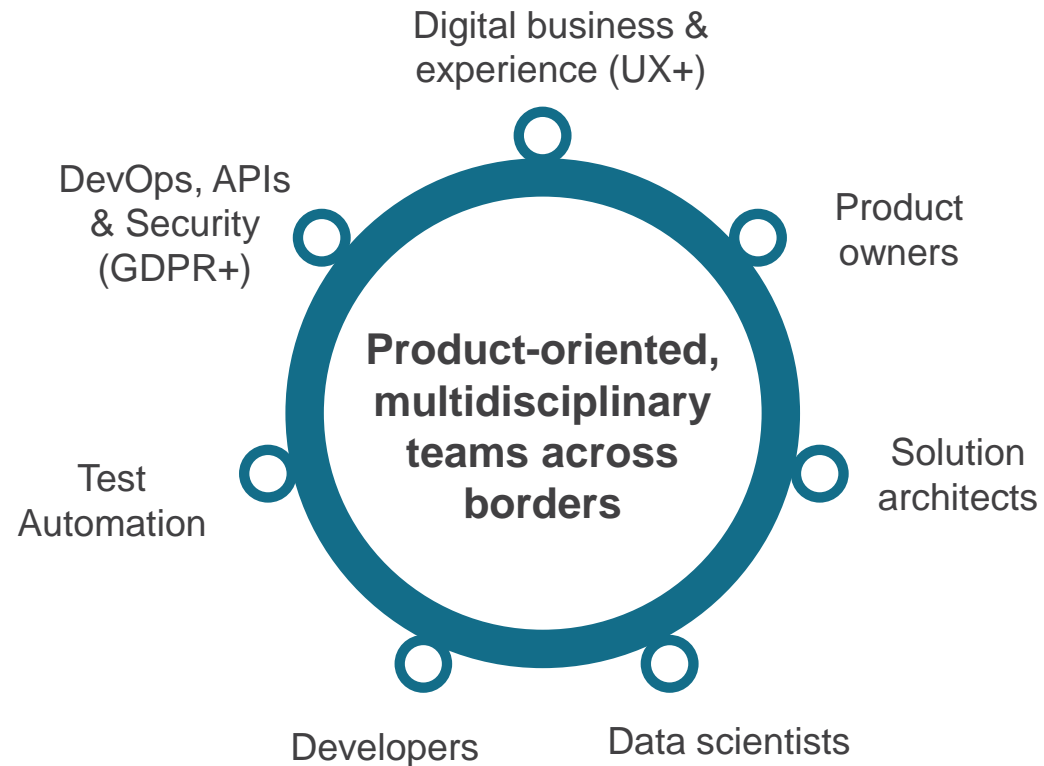 Digital business &
experience (UX+)
DevOps, APIs
& Security
(GDPR+)
Product
owners
Product-oriented,
multidisciplinary
teams across
borders
Test
Automation
Solution
architects
Developers
Data scientists